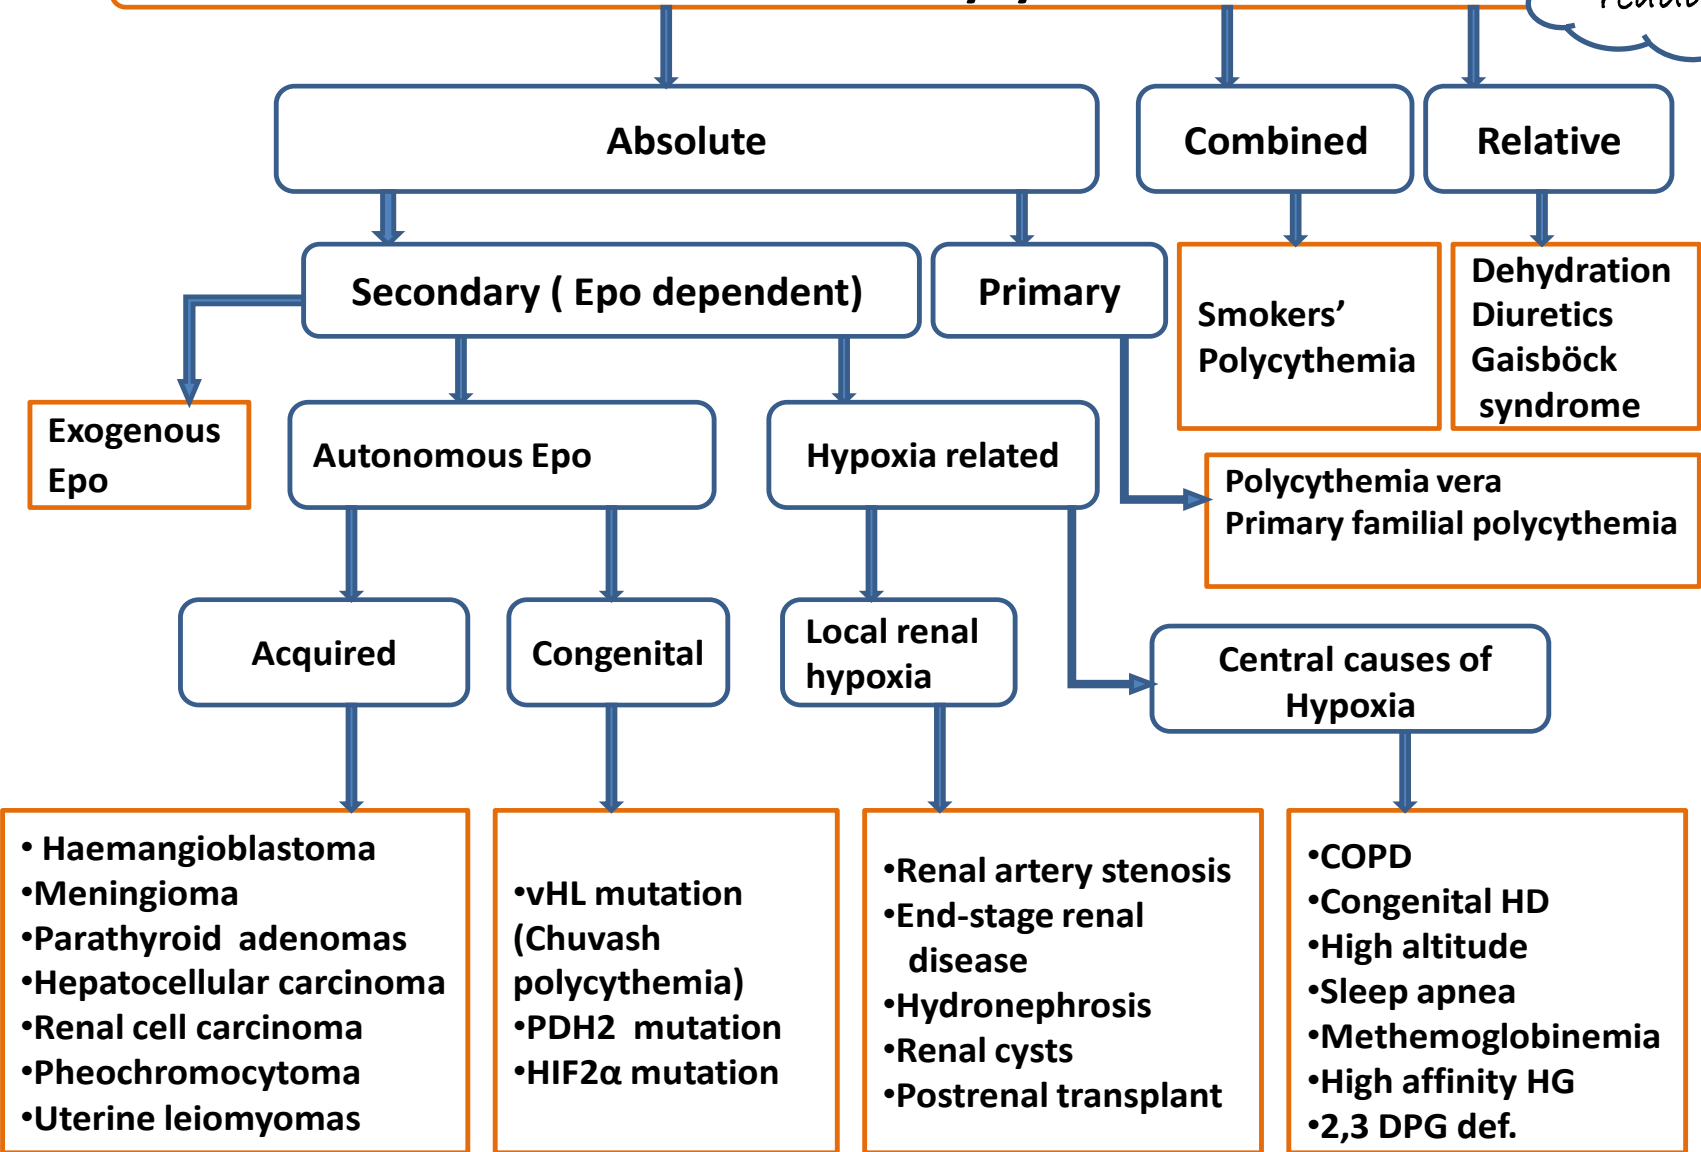 Absolute
Combined
Relative
Secondary ( Epo dependent)
Primary
Smokers’
Polycythemia
Dehydration
Diuretics
Gaisböck
syndrome
Exogenous
Epo
Autonomous Epo
Hypoxia related
Polycythemia vera
Primary familial polycythemia
Acquired
Congenital
Local renal
hypoxia
Central causes of
Hypoxia
• Haemangioblastoma
•Meningioma
•Parathyroid adenomas
•Hepatocellular carcinoma
•Renal cell carcinoma
•Pheochromocytoma
•Uterine leiomyomas
•vHL mutation
(Chuvash
polycythemia)
•PDH2 mutation
•HIF2α mutation
•Renal artery stenosis
•End-stage renal
disease
•Hydronephrosis
•Renal cysts
•Postrenal transplant
•COPD
•Congenital HD
•High altitude
•Sleep apnea
•Methemoglobinemia
•High affinity HG
•2,3 DPG def.